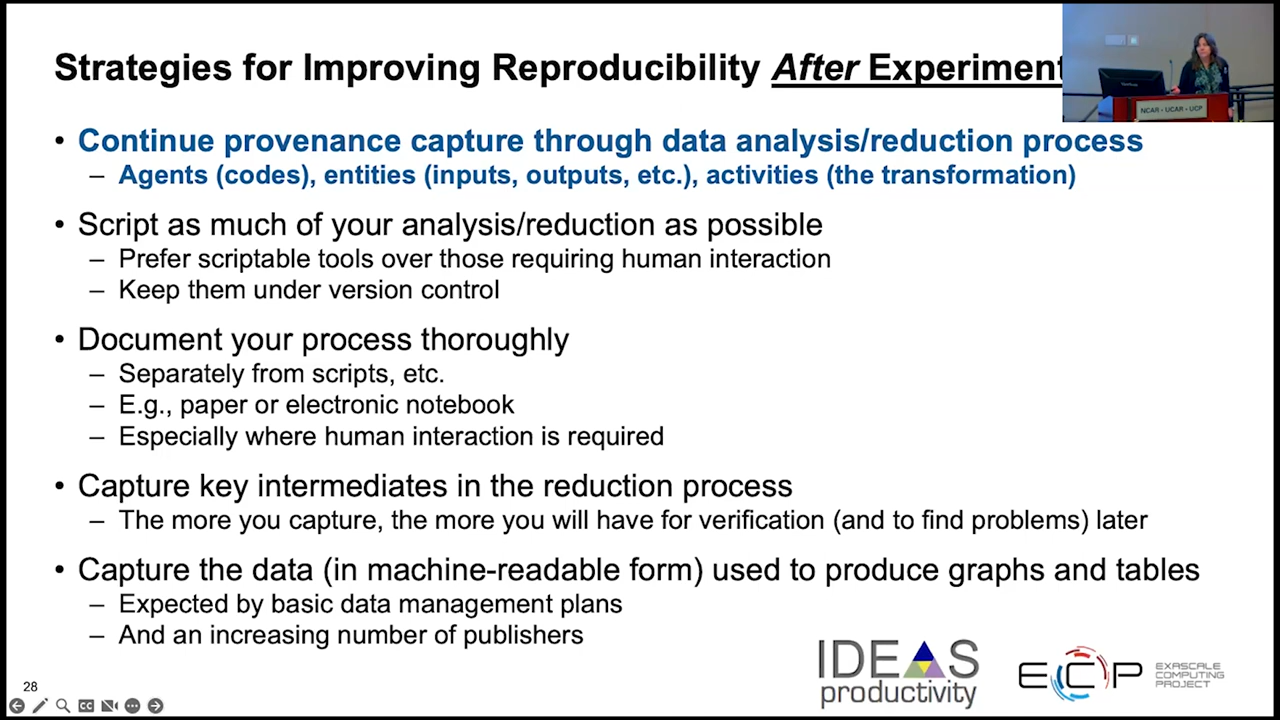 Strategies for Improving Reproducibility After Experiment
• Continue provenance capture through data analysis/reduction process
– Agents (codes), entities (inputs, outputs, etc.), activities (the transformation)
• Script as much of your analysis/reduction as possible
– Prefer scriptable tools over those requiring human interaction
– Keep them under version control
• Document your process thoroughly
– Separately from scripts, etc.
– E.g., paper or electronic notebook
– Especially where human interaction is required
• Capture key intermediates in the reduction process
– The more you capture, the more you will have for verification (and to find problems) later
• Capture the data (in machine-readable form) used to produce graphs and tables
– Expected by basic data management plans
– And an increasing number of publishers
NCAR - UCAR - UCP
IDEAS
productivity
ECP
EXASCALE
COMPUTING
PROJECT
28
CC